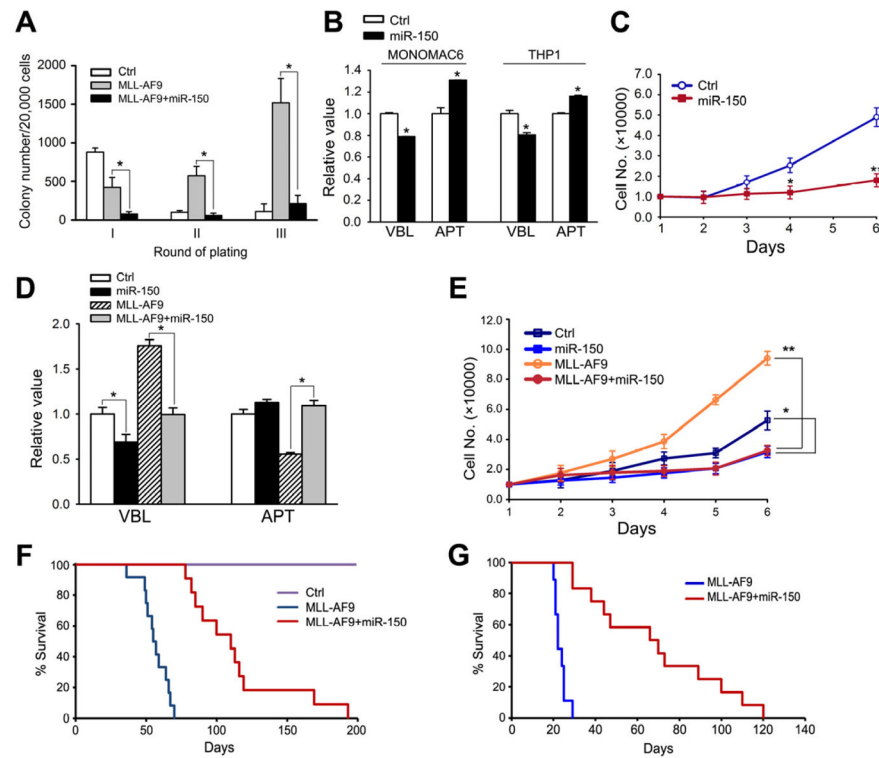 A
Ctrl
MLL-AF9
MLL-AF9+miR-150
Colony number/20,000 cells
2000
1500
1000
500
0
*
*
*
I II III
Round of plating
B
Ctrl
miR-150
MONOMAC6 THP1
Relative value
1.4
1.2
1.0
0.8
0.6
0.4
0.2
0
*
*
*
*
VBL APT VBL APT
C
Ctrl
miR-150
Cell No. (×10000)
7.0
6.0
5.0
4.0
3.0
2.0
1.0
0.0
*
**
1 2 3 4 5 6
Days
D
Ctrl
miR-150
MLL-AF9
MLL-AF9+miR-150
Relative value
2.0
1.5
1.0
0.5
0.0
*
*
*
VBL APT
E
Ctrl
miR-150
MLL-AF9
MLL-AF9+miR-150
Cell No. (×10000)
12.0
10.0
8.0
6.0
4.0
2.0
0.0
**
*
1 2 3 4 5 6
Days
F
Ctrl
MLL-AF9
MLL-AF9+miR-150
% Survival
100
80
60
40
20
0
0 50 100 150 200
Days
G
MLL-AF9
MLL-AF9+miR-150
% Survival
100
80
60
40
20
0
0 20 40 60 80 100 120 140
Days